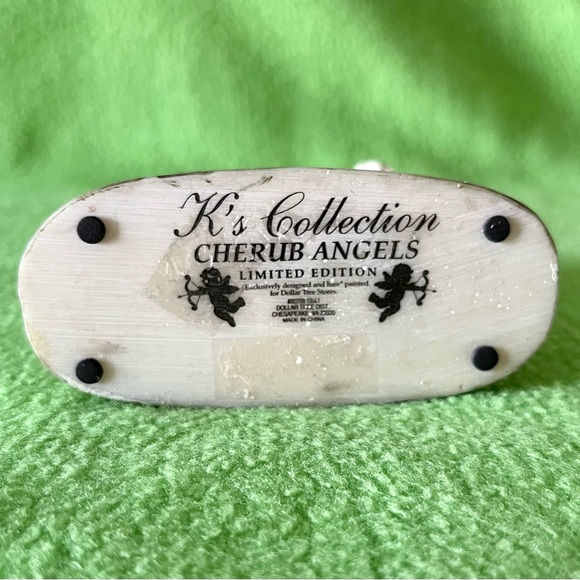 K's Collection
CHERUB ANGELS
LIMITED EDITION
Exclusively designed and hand painted
for Dollar Tree Stores.
DOLLAR TREE DIST.
CHESAPEAKE, VA 23320
MADE IN CHINA